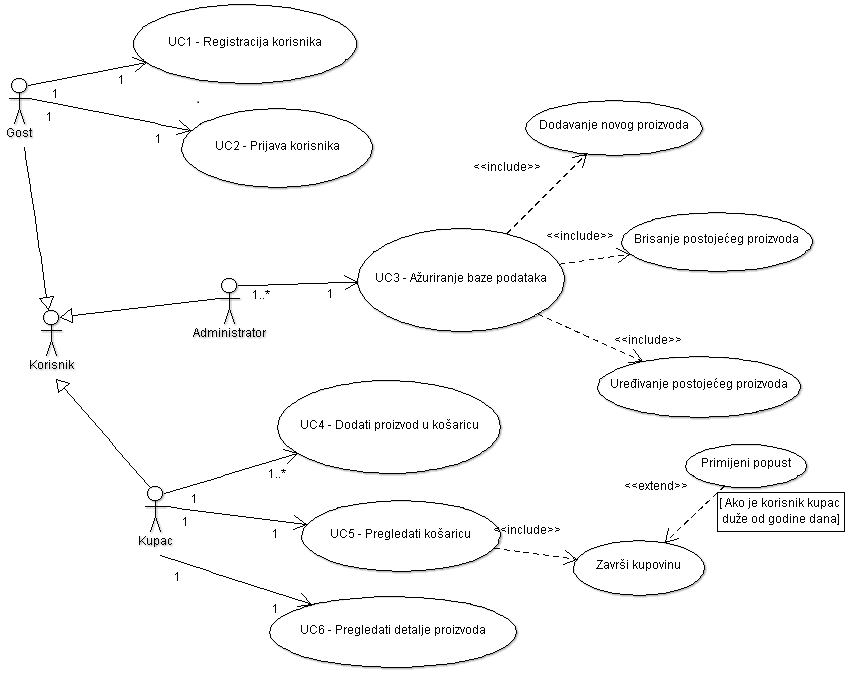 UC1 - Registracija korisnika
1
1
Gost
1
1
UC2 - Prijava korisnika
Dodavanje novog proizvoda
<<include>>
<<include>>
Brisanje postojećeg proizvoda
UC3 - Ažuriranje baze podataka
1..*
1
Administrator
<<include>>
Korisnik
Uređivanje postojećeg proizvoda
UC4 - Dodati proizvod u košaricu
1
1..*
Primijeni popust
<<extend>>
[ Ako je korisnik kupac
duže od godine dana]
Kupac
1
1
UC5 - Pregledati košaricu
<<include>>
Završi kupovinu
1
1
UC6 - Pregledati detalje proizvoda